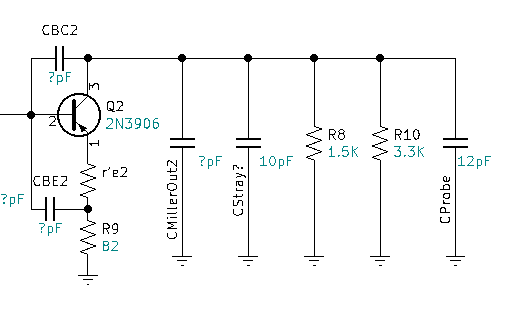 CBC2
?pF
3
Q2
2N3906
2
1
r'e2
CBE2
?pF
?pF
R9
82
CMillerOut2
?pF
CStray?
10pF
R8
1.5K
R10
3.3K
CProbe
12pF